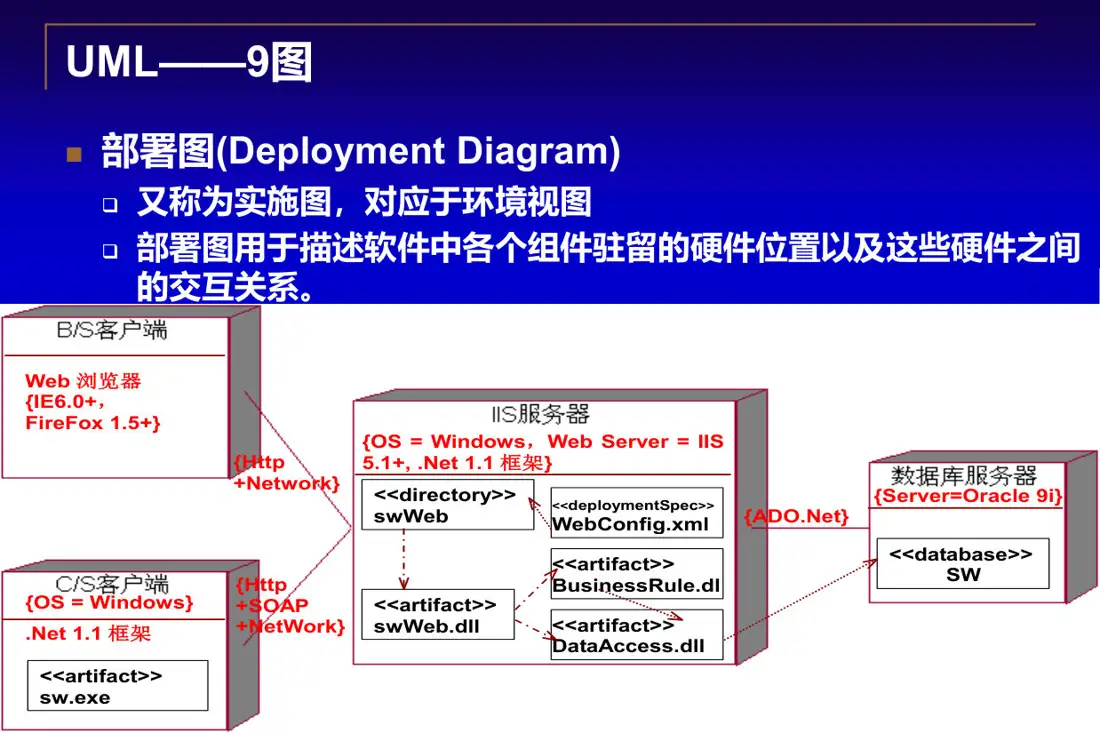 UML——9图
部署图(Deployment Diagram)
又称为实施图，对应于环境视图
部署图用于描述软件中各个组件驻留的硬件位置以及这些硬件之间
的交互关系。
B/S客户端
Web 浏览器
{IE6.0+，
FireFox 1.5+}
{Http
+Network}
C/S客户端
{OS = Windows}
.Net 1.1 框架
<<artifact>>
sw.exe
{Http
+SOAP
+NetWork}
IIS服务器
{OS = Windows，Web Server = IIS
5.1+, .Net 1.1 框架}
<<directory>>
swWeb
<<deploymentSpec>>
WebConfig.xml
<<artifact>>
swWeb.dll
<<artifact>>
BusinessRule.dl
<<artifact>>
DataAccess.dll
{ADO.Net}
数据库服务器
{Server=Oracle 9i}
<<database>>
SW